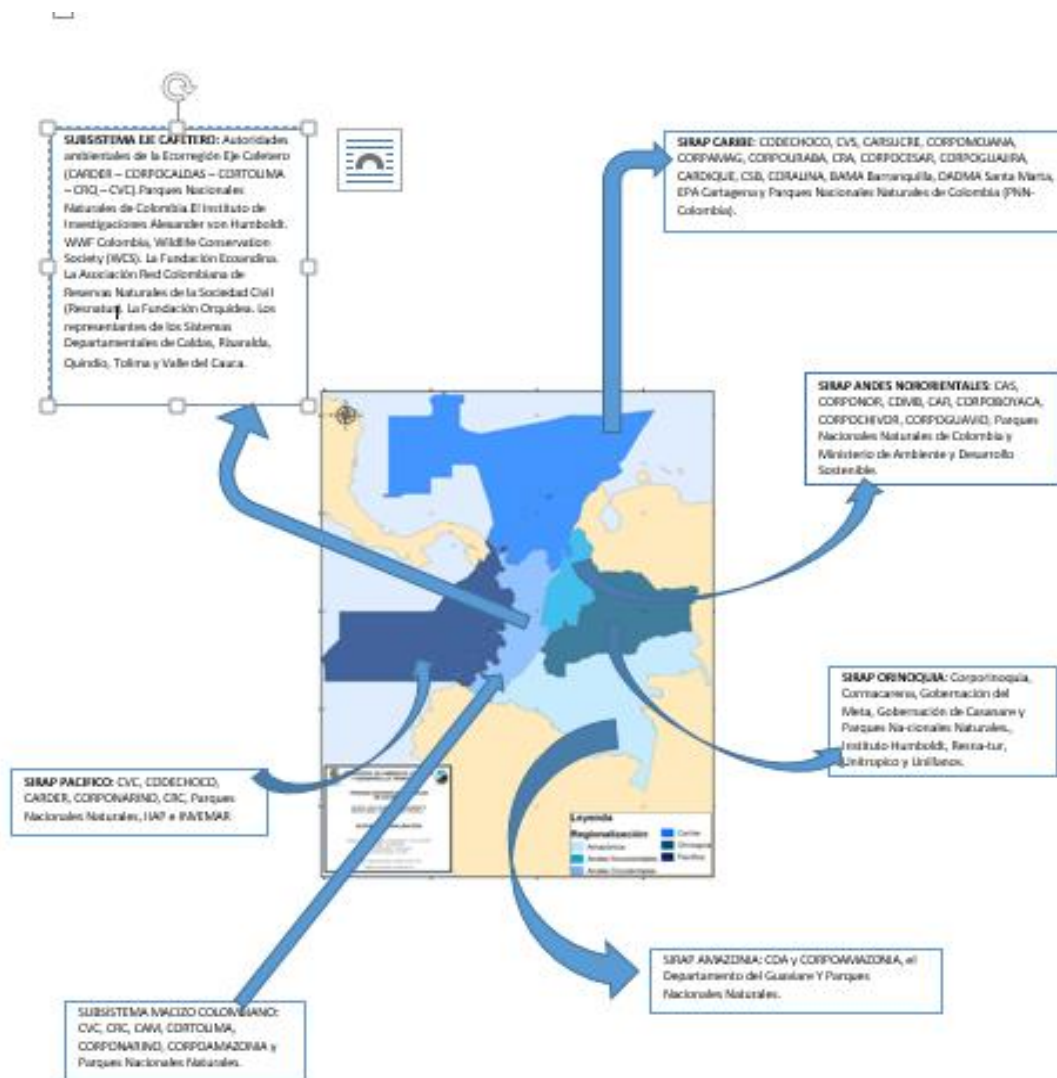 SUBSISTEMA EJE CAFETERO: Autoridades
ambientales de la Ecorregión Eje Cafetero
(CARDER – CORPOCALDAS – CORTOLIMA
– CRQ – CVC).Parques Nacionales
Naturales de Colombia.El Instituto de
Investigaciones Alexander von Humboldt.
WWF Colombia, Wildlife Conservation
Society (WCS). La Fundación Ecoandina.
La Asociación Red Colombiana de
Reservas Naturales de la Sociedad Civil
(Resnatur). La Fundación Orquidea. Los
representantes de los Sistemas
Departamentales de Caldas, Risaralda,
Quindío, Tolima y Valle del Cauca.
SIRAP CARIBE: CODECHOCO, CVS, CARSUCRE, CORPOMOJANA,
CORPAMAG, CORPOURABA, CRA, CORPOCESAR, CORPOGUAJIRA,
CARDIQUE, CSB, CORALINA, BAMA Barranquilla, DADMA Santa Marta,
EPA Cartagena y Parques Nacionales Naturales de Colombia (PNN-
Colombia).
SIRAP ANDES NORORIENTALES: CAS,
CORPONOR, CDMB, CAR, CORPOBOYACA,
CORPOCHIVOR, CORPOGUAVIO, Parques
Nacionales Naturales de Colombia y
Ministerio de Ambiente y Desarrollo
Sostenible.
SIRAP ORINOQUIA: Corporinoquia,
Cormacarena, Gobernación del
Meta, Gobernación de Casanare y
Parques Na-cionales Naturales.,
Instituto Humboldt, Resna-tur,
Unitropico y Unillanos.
SIRAP PACIFICO: CVC, CODECHOCO,
CARDER, CORPONARINO, CRC, Parques
Nacionales Naturales, IIAP e INVEMAR
Leyenda
Regionalización
Amazónica
Andes Nororientales
Andes Occidentales
Caribe
Orinoquia
Pacífico
SIRAP AMAZONIA: CDA y CORPOAMAZONIA, el
Departamento del Guaviare Y Parques
Nacionales Naturales.
SUBSISTEMA MACIZO COLOMBIANO:
CVC, CRC, CAM, CORTOLIMA,
CORPONARINO, CORPOAMAZONIA y
Parques Nacionales Naturales.